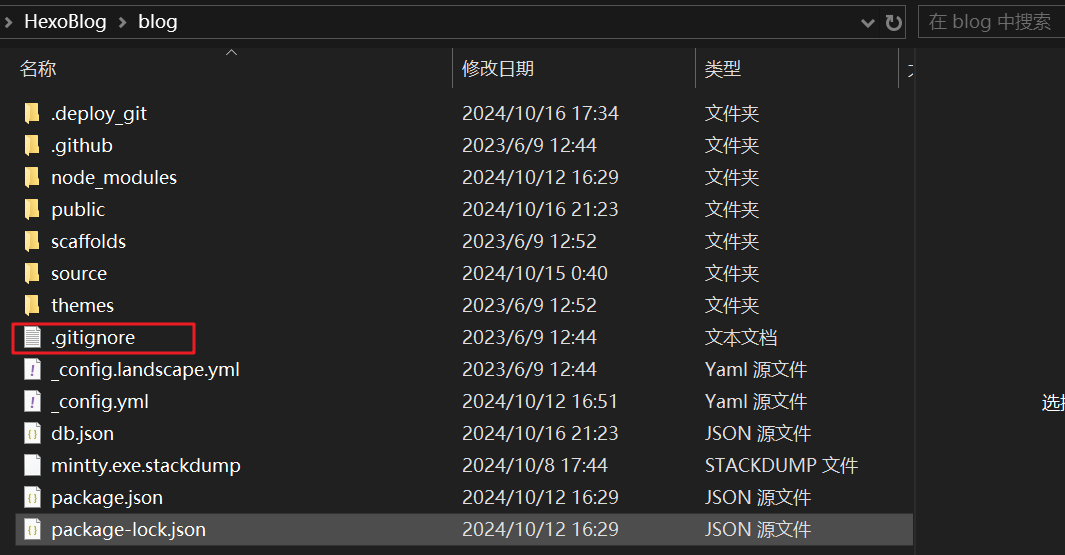 HexoBlog > blog
在 blog 中搜索
名称 修改日期 类型
.deploy_git 2024/10/16 17:34 文件夹
.github 2023/6/9 12:44 文件夹
node_modules 2024/10/12 16:29 文件夹
public 2024/10/16 21:23 文件夹
scaffolds 2023/6/9 12:52 文件夹
source 2024/10/15 0:40 文件夹
themes 2023/6/9 12:52 文件夹
.gitignore 2023/6/9 12:44 文本文档
_config.landscape.yml 2023/6/9 12:44 Yaml 源文件
_config.yml 2024/10/12 16:51 Yaml 源文件
db.json 2024/10/16 21:23 JSON 源文件
mintty.exe.stackdump 2024/10/8 17:44 STACKDUMP 文件
package.json 2024/10/12 16:29 JSON 源文件
package-lock.json 2024/10/12 16:29 JSON 源文件